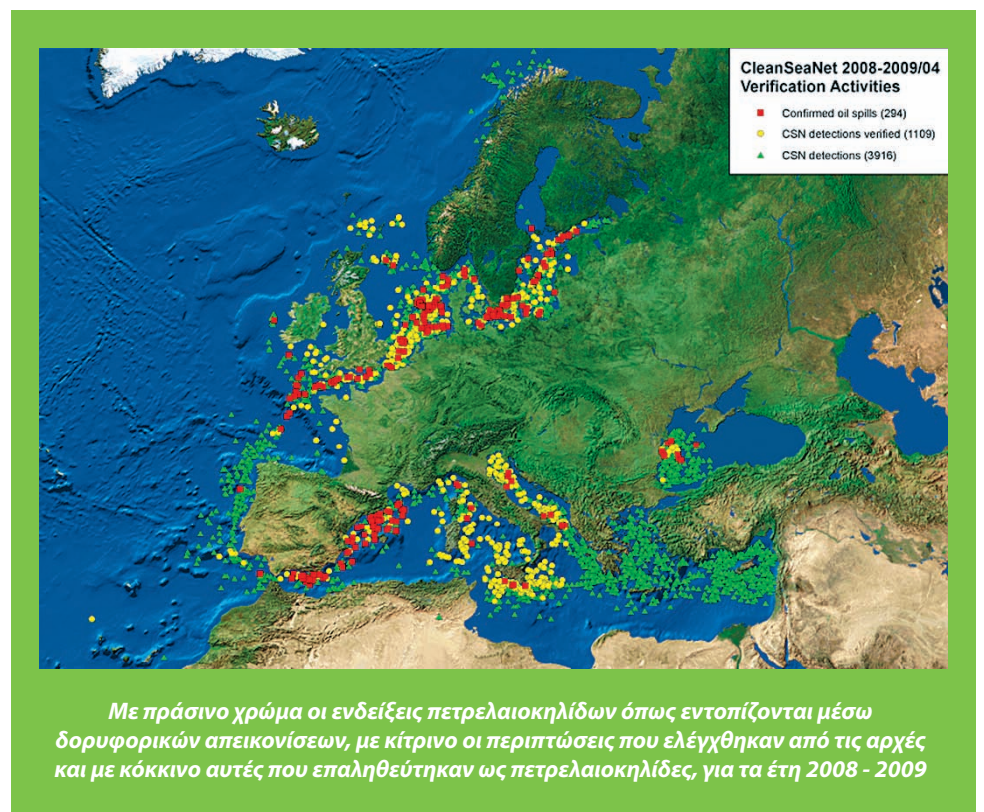 CleanSeaNet 2008-2009/04
Verification Activities
Confirmed oil spills (294)
CSN detections verified (1109)
CSN detections (3916)
Με πράσινο χρώμα οι ενδείξεις πετρελαιοκηλίδων όπως εντοπίζονται μέσω
δορυφορικών απεικονίσεων, με κίτρινο οι περιπτώσεις που ελέγχθηκαν από τις αρχές
και με κόκκινο αυτές που επαληθεύτηκαν ως πετρελαιοκηλίδες, για τα έτη 2008 - 2009